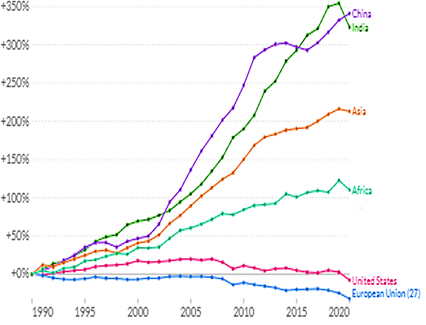 +350%
China
India
+300%
+250%
+200%
Asia
+150%
+100%
Africa
+50%
+0%
United States
European Union (27)
1990 1995 2000 2005 2010 2015 2020